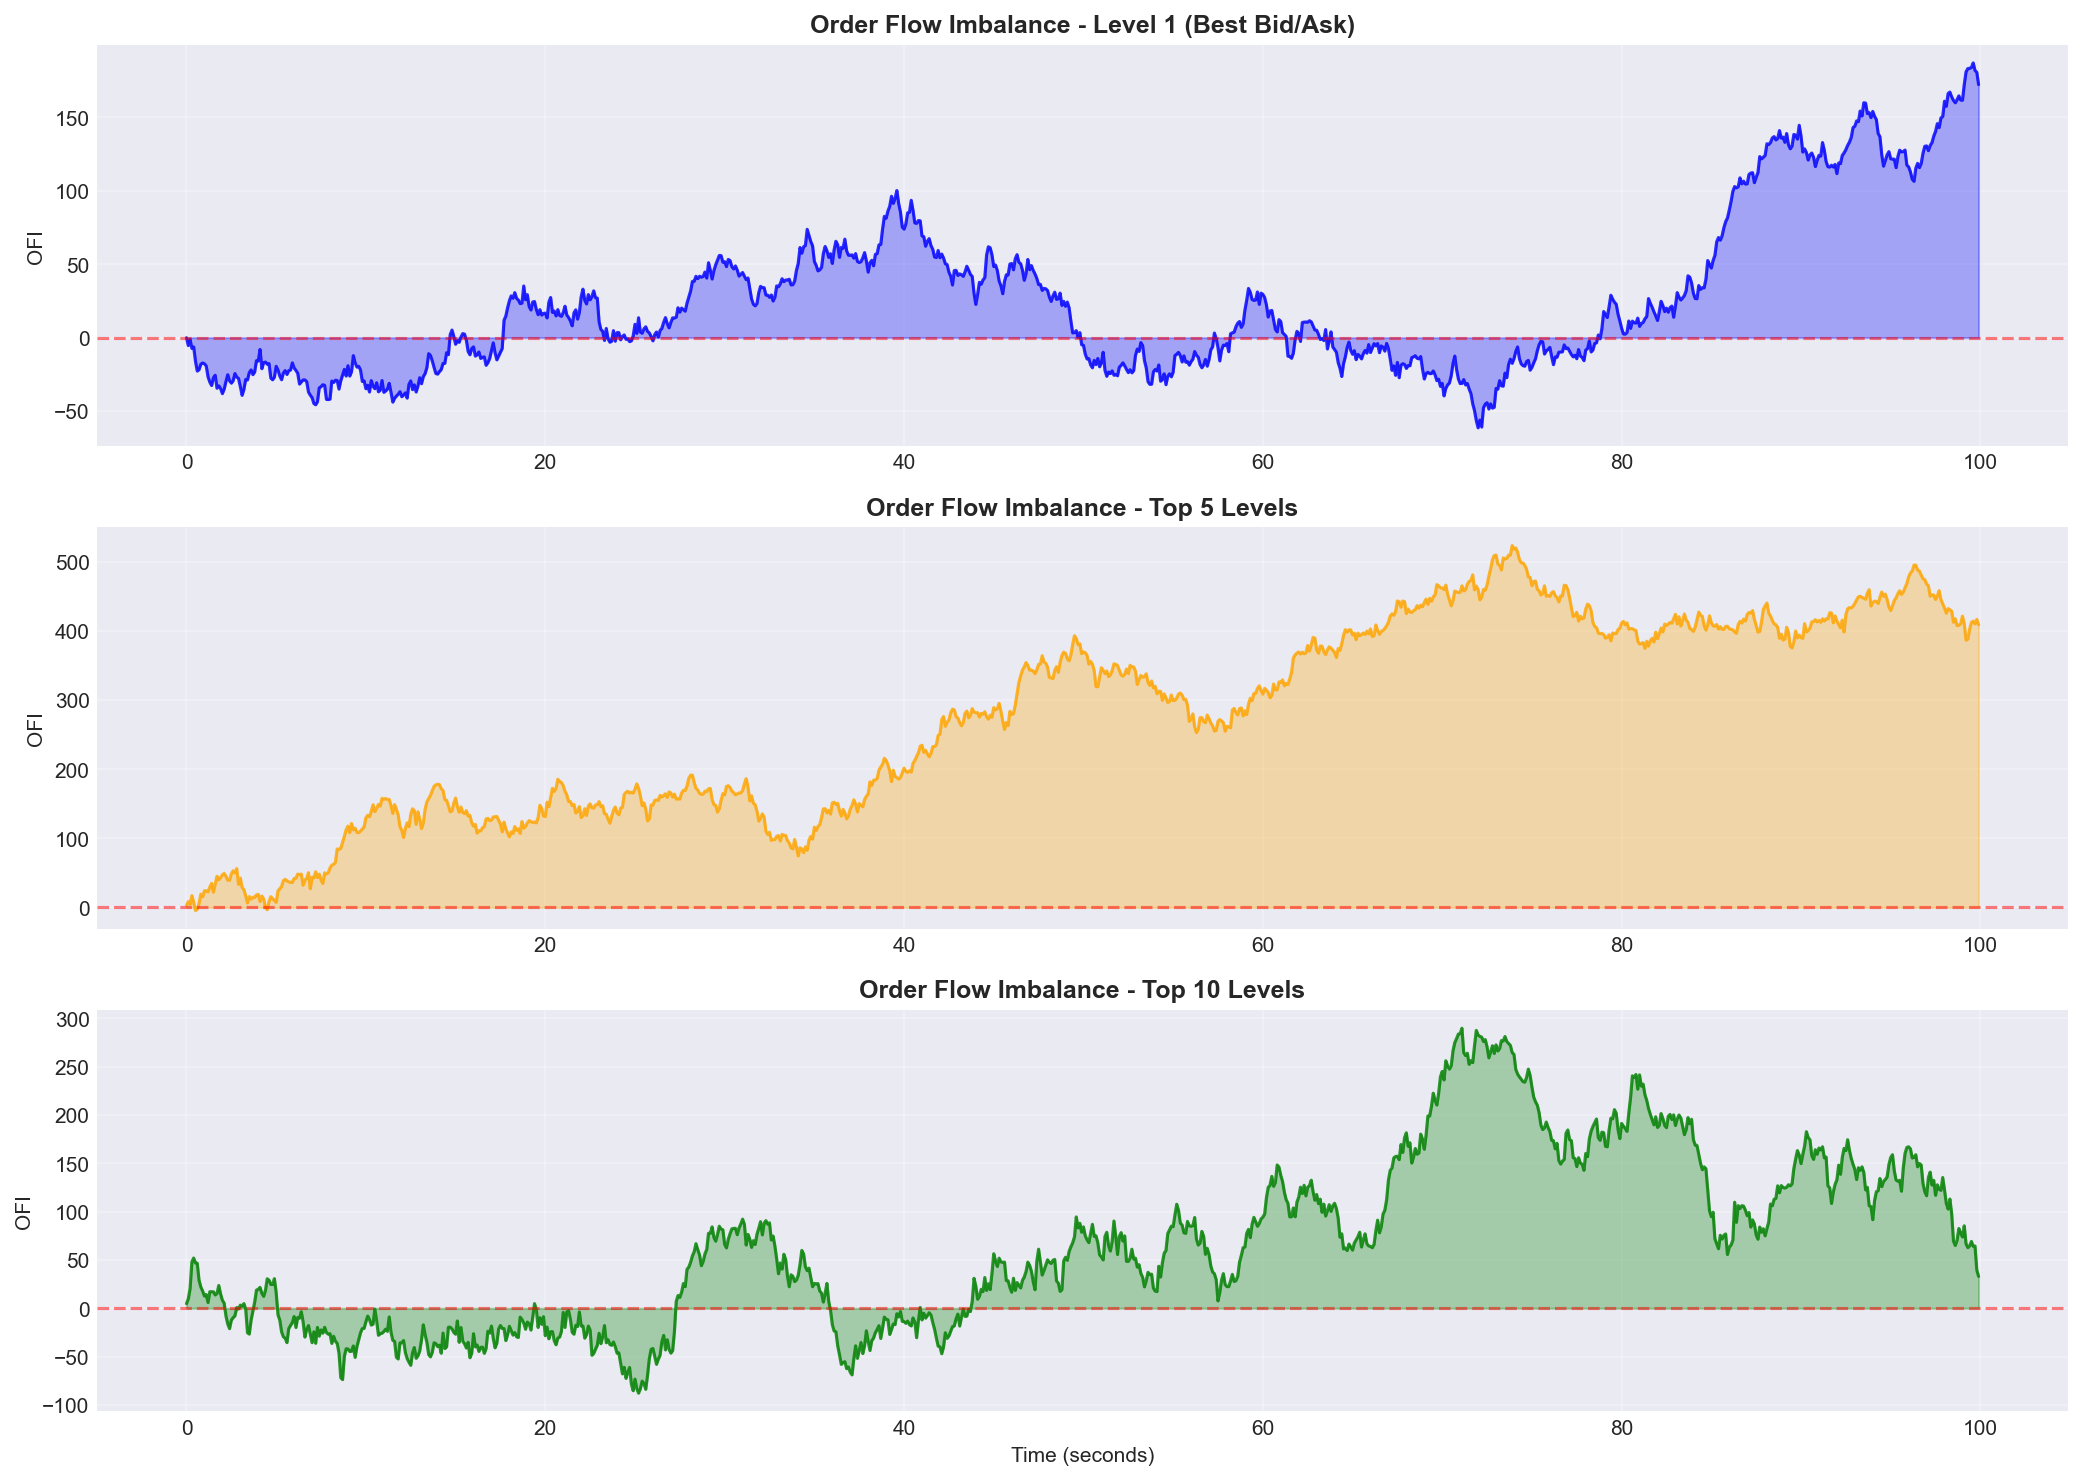 Order Flow Imbalance - Level 1 (Best Bid/Ask)
150
100
50
0
−50
OFI
0 20 40 60 80 100
Order Flow Imbalance - Top 5 Levels
500
400
300
200
100
0
OFI
0 20 40 60 80 100
Order Flow Imbalance - Top 10 Levels
300
250
200
150
100
50
0
−50
−100
OFI
0 20 40 60 80 100
Time (seconds)